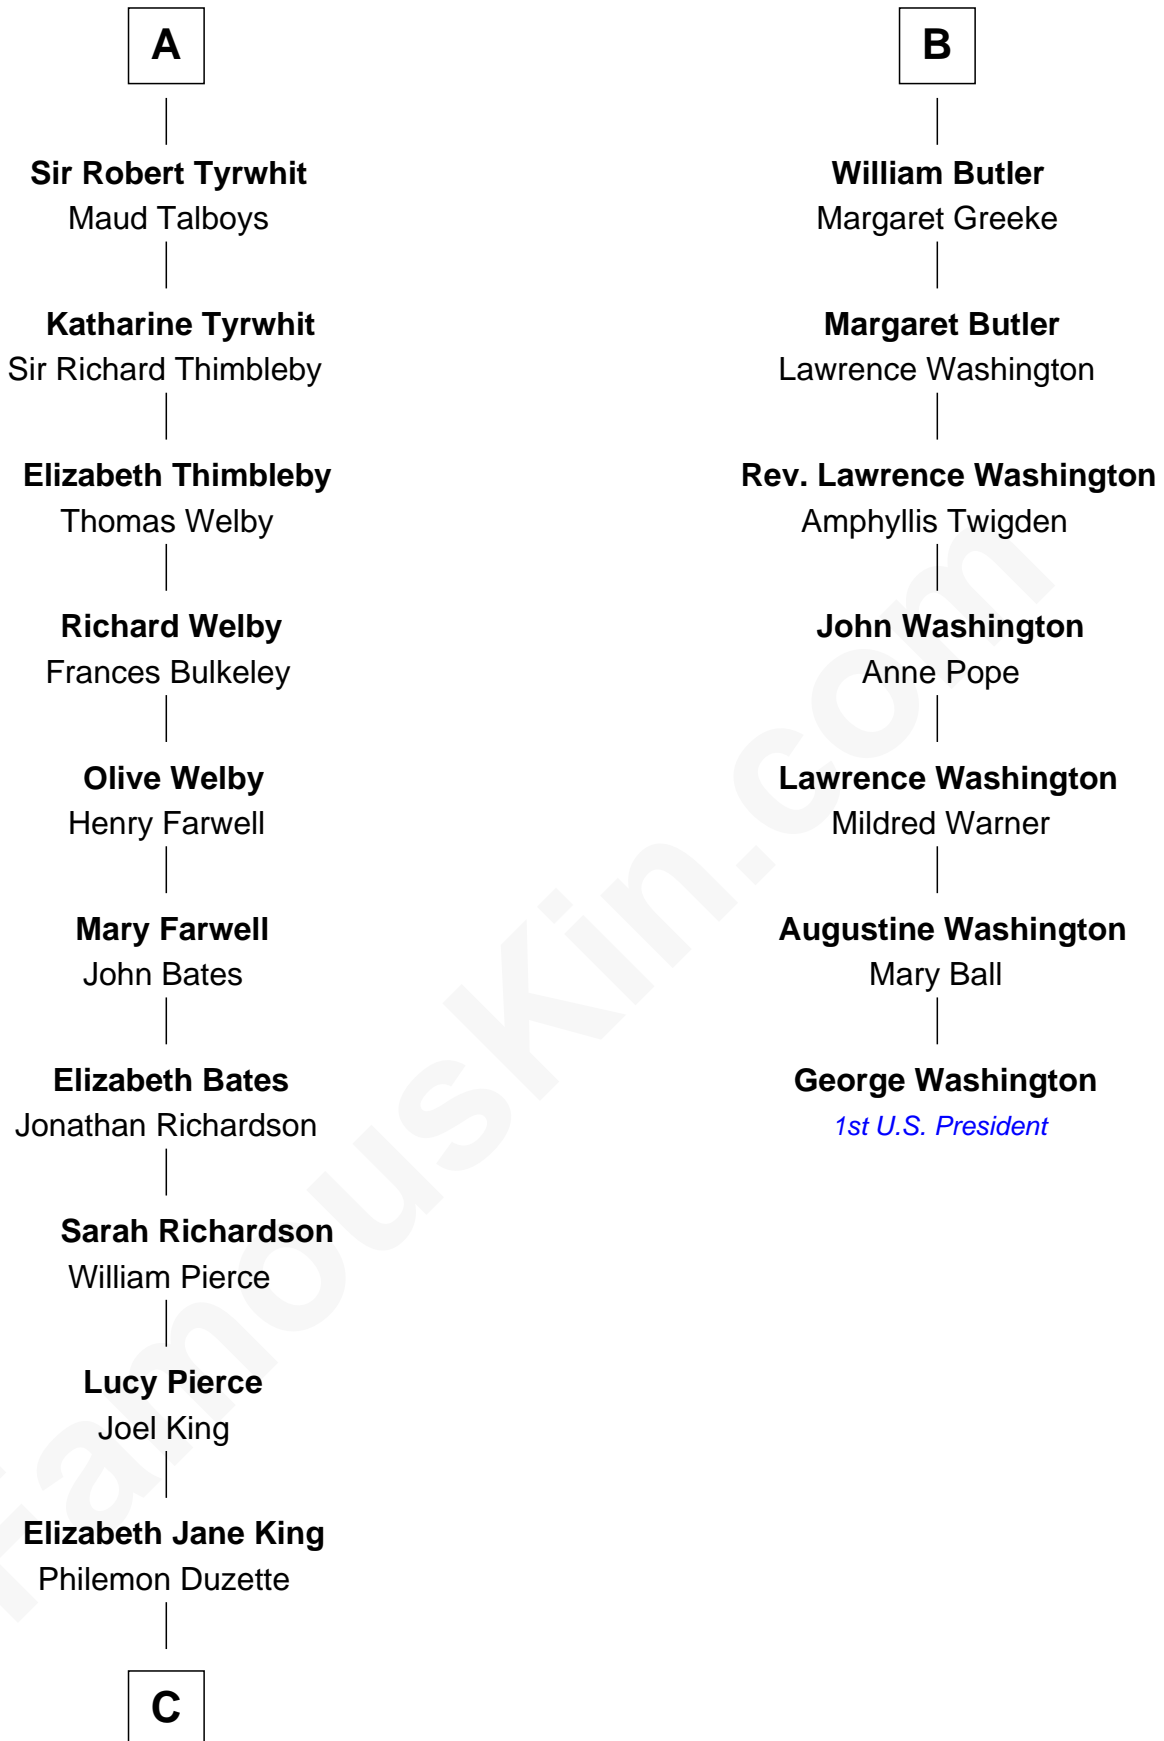 A
Sir Robert Tyrwhit
Maud Talboys
Katharine Tyrwhit
Sir Richard Thimbleby
Elizabeth Thimbleby
Thomas Welby
Richard Welby
Frances Bulkeley
Olive Welby
Henry Farwell
Mary Farwell
John Bates
Elizabeth Bates
Jonathan Richardson
Sarah Richardson
William Pierce
Lucy Pierce
Joel King
Elizabeth Jane King
Philemon Duzette
C
B
William Butler
Margaret Greeke
Margaret Butler
Lawrence Washington
Rev. Lawrence Washington
Amphyllis Twigden
John Washington
Anne Pope
Lawrence Washington
Mildred Warner
Augustine Washington
Mary Ball
George Washington
1st U.S. President
FamousKin.com